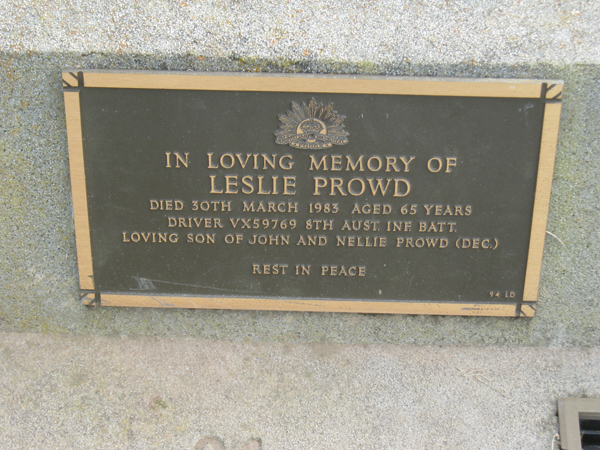 IN LOVING MEMORY OF
LESLIE PROWD
DIED 30TH MARCH 1983 AGED 65 YEARS
DRIVER VX59769 8TH AUST. INF. BATT.
LOVING SON OF JOHN AND NELLIE PROWD (DEC.)
REST IN PEACE
94 LD